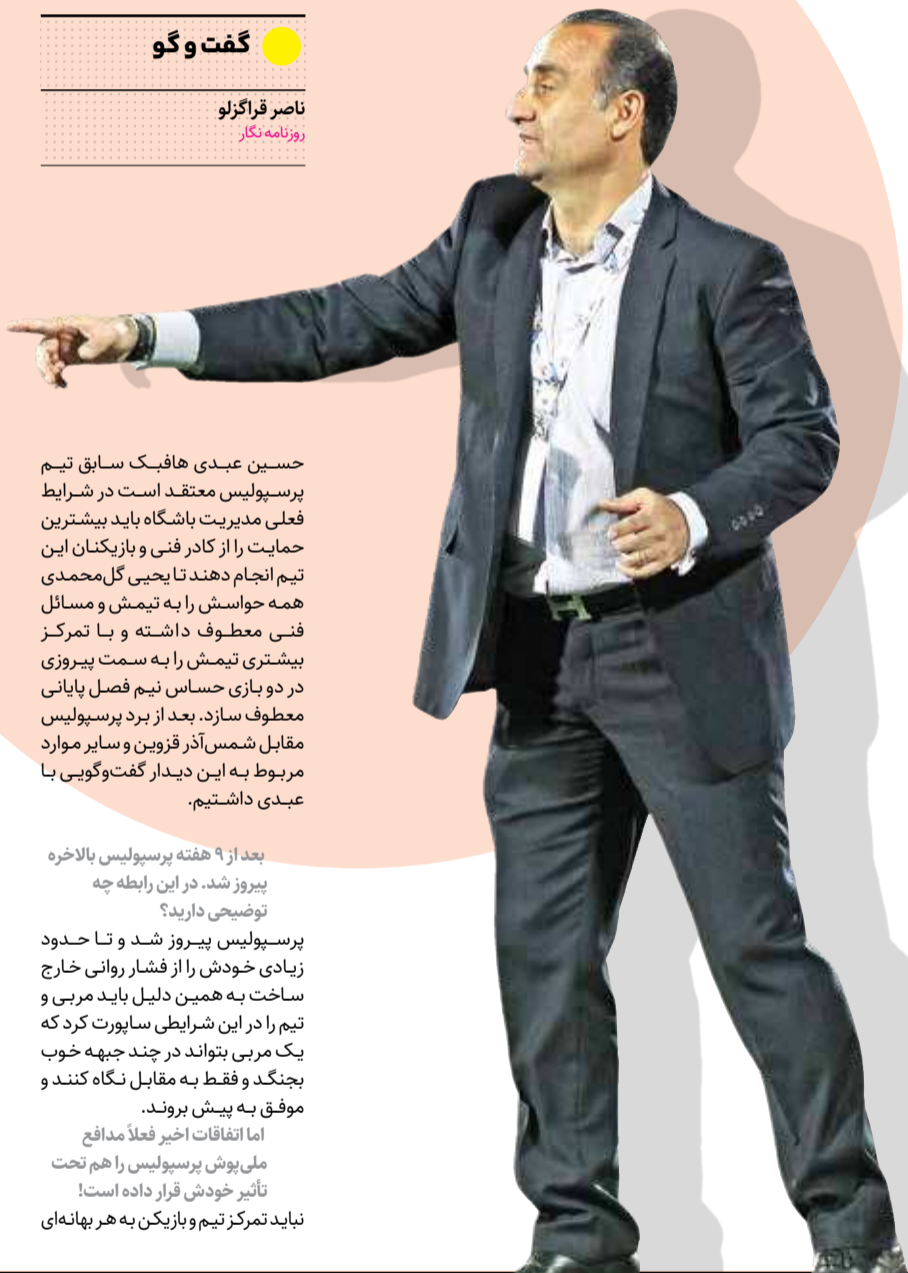 گفت و گو
ناصر قراگزلو
روزنامه نگار
حسین عبدی هافبک سابق تیم
پرسپولیس معتقد است در شرایط
فعلی مدیریت باشگاه باید بیشترین
حمایت را از کادر فنی و بازیکنان این
تیم انجام دهند تا یحیی گل‌محمدی
همه حواسش را به تیمش و مسائل
فنی معطوف داشته و با تمرکز
بیشتری تیمش را به سمت پیروزی
در دو بازی حساس نیم فصل پایانی
معطوف سازد. بعد از برد پرسپولیس
مقابل شمس‌آذر قزوین و سایر موارد
مربوط به این دیدار گفت‌وگویی با
عبدی داشتیم.
بعد از ۹ هفته پرسپولیس بالاخره
پیروز شد. در این رابطه چه
توضیحی دارید؟
پرسپولیس پیروز شد و تا حدود
زیادی خودش را از فشار روانی خارج
ساخت به همین دلیل باید مربی و
تیم را در این شرایطی ساپورت کرد که
یک مربی بتواند در چند جبهه خوب
بجنگد و فقط به مقابل نگاه کنند و
موفق به پیش بروند.
اما اتفاقات اخیر فعلاً مدافع
ملی‌پوش پرسپولیس را هم تحت
تأثیر خودش قرار داده است!
نباید تمرکز تیم و بازیکن به هر بهانه‌ای